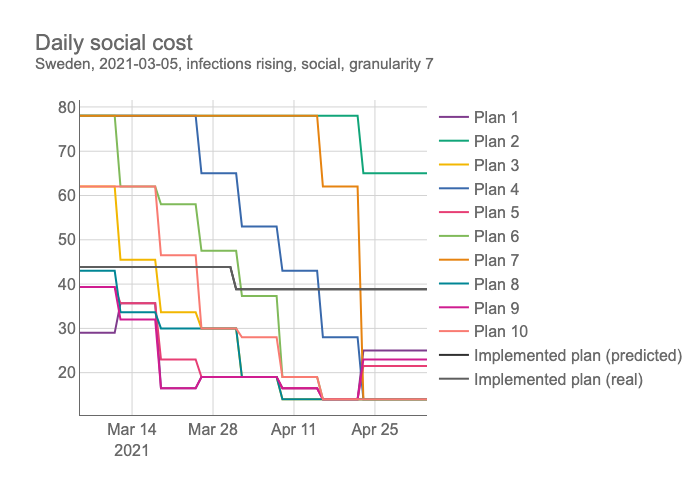 Daily social cost
Sweden, 2021-03-05, infections rising, social, granularity 7
80
70
60
50
40
30
20
Mar 14
2021
Mar 28
Apr 11
Apr 25
Plan 1
Plan 2
Plan 3
Plan 4
Plan 5
Plan 6
Plan 7
Plan 8
Plan 9
Plan 10
Implemented plan (predicted)
Implemented plan (real)